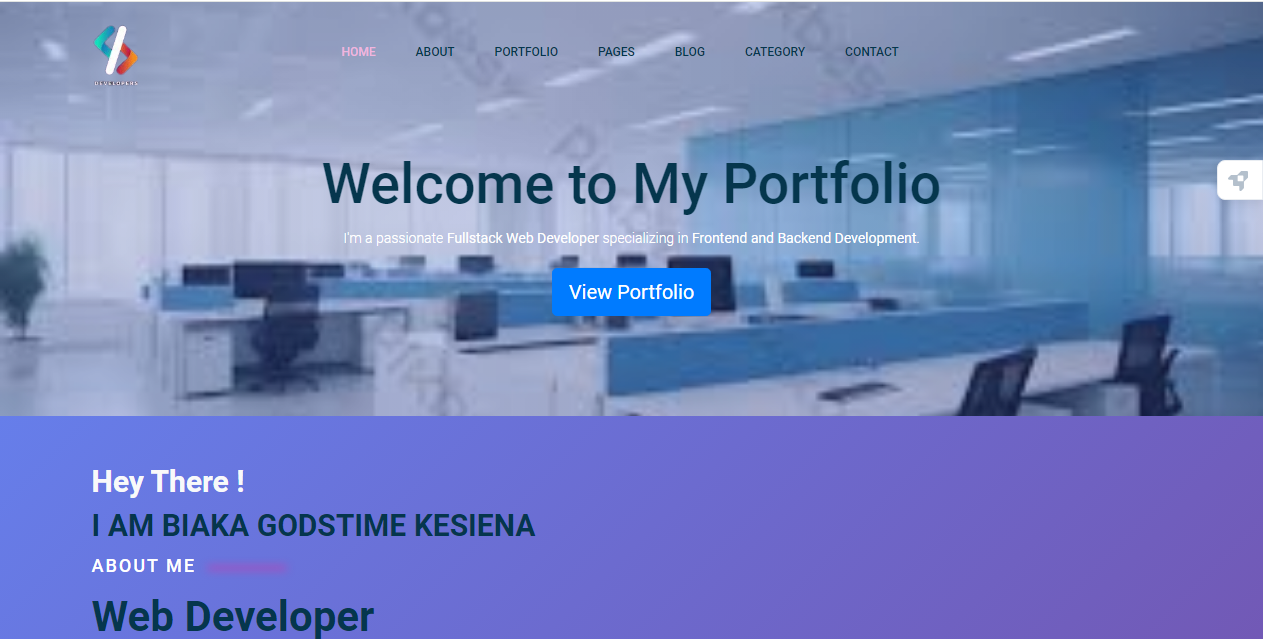 DEVELOPERS
HOME ABOUT PORTFOLIO PAGES BLOG CATEGORY CONTACT
Welcome to My Portfolio
I'm a passionate Fullstack Web Developer specializing in Frontend and Backend Development.
View Portfolio
Hey There !
I AM BIAKA GODSTIME KESIENA
ABOUT ME
Web Developer